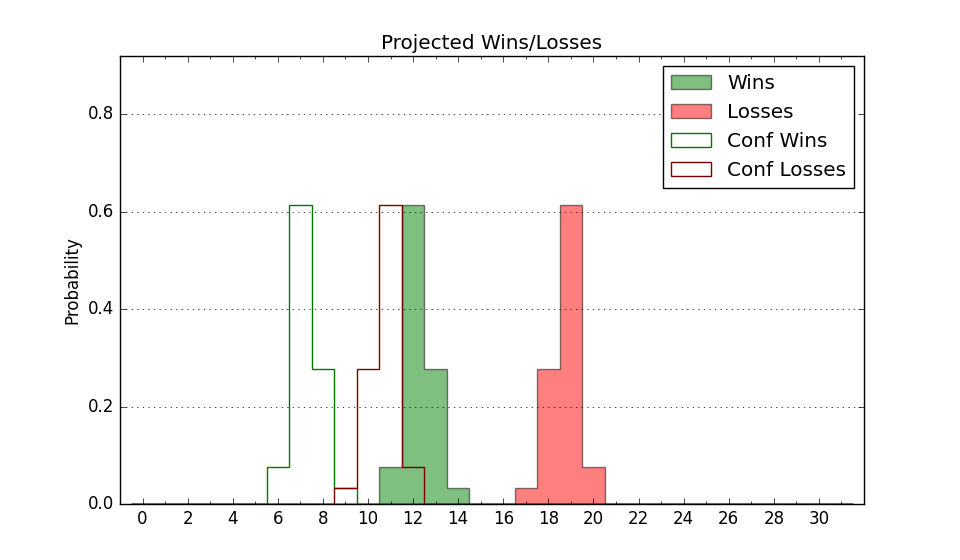 Projected Wins/Losses
Wins
Losses
Conf Wins
Conf Losses
Probability
0.8
0.6
0.4
0.2
0.0
0 2 4 6 8 10 12 14 16 18 20 22 24 26 28 30